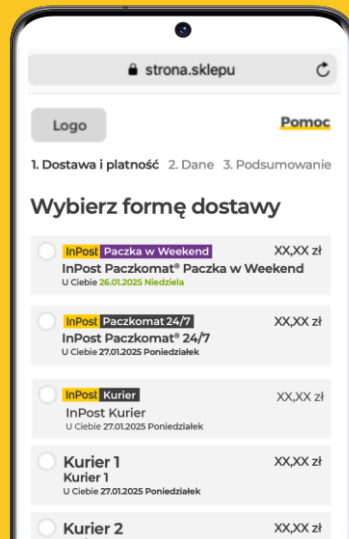 strona.sklepu
Logo
Pomoc
1. Dostawa i płatność 2. Dane 3. Podsumowanie
Wybierz formę dostawy
InPost Paczka w Weekend XX,XX zł
InPost Paczkomat® Paczka w Weekend
U Ciebie 26.01.2025 Niedziela
InPost Paczkomat 24/7 XX,XX zł
InPost Paczkomat® 24/7
U Ciebie 27.01.2025 Poniedziałek
InPost Kurier XX,XX zł
InPost Kurier
U Ciebie 27.01.2025 Poniedziałek
Kurier 1 XX,XX zł
Kurier 1
U Ciebie 27.01.2025 Poniedziałek
Kurier 2 XX,XX zł